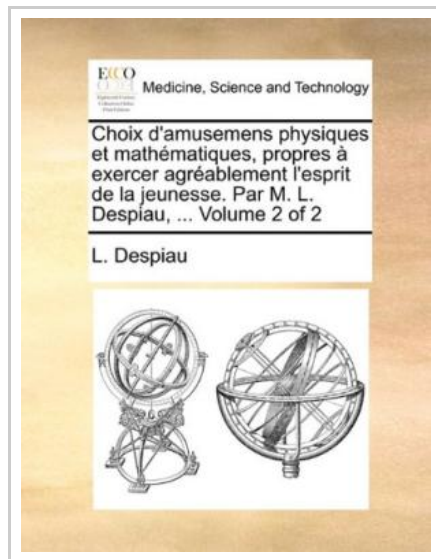 ECCO
Medicine, Science and Technology
Choix d'amusemens physiques
et mathématiques, propres à
exercer agréablement l'esprit
de la jeunesse. Par M. L.
Despiau, ... Volume 2 of 2
L. Despiau